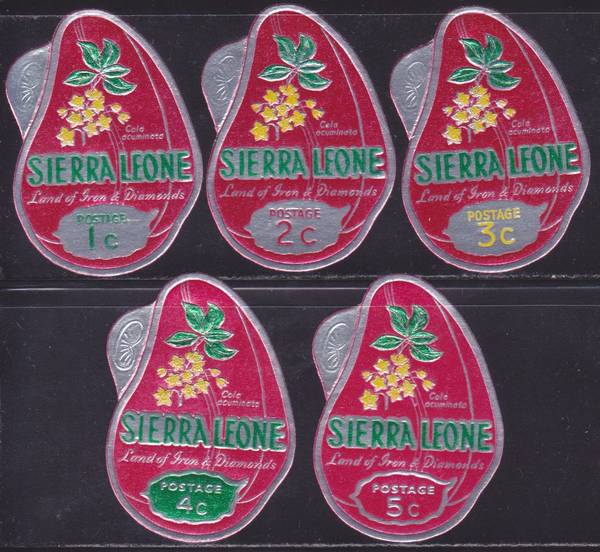 Cola
acuminata
SIERRA LEONE
Land of Iron & Diamonds
POSTAGE
1c
Cola
acuminata
SIERRA LEONE
Land of Iron & Diamonds
POSTAGE
2c
Cola
acuminata
SIERRA LEONE
Land of Iron & Diamonds
POSTAGE
3c
Cola
acuminata
SIERRA LEONE
Land of Iron & Diamonds
POSTAGE
4c
Cola
acuminata
SIERRA LEONE
Land of Iron & Diamonds
POSTAGE
5c